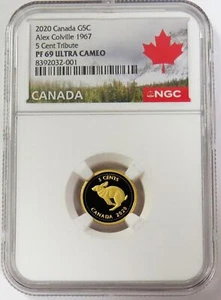 2020 Canada G5C
Alex Colville 1967
5 Cent Tribute
PF 69 ULTRA CAMEO
8392032-001
CANADA
NGC
5 CENTS
CANADA 2020